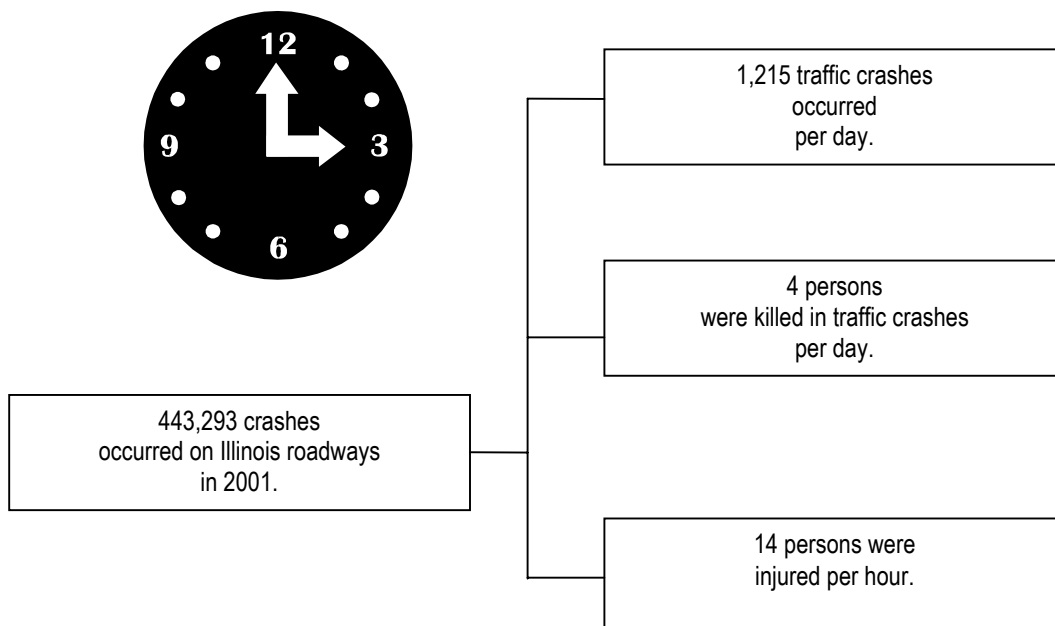 12
9
3
6
1,215 traffic crashes
occurred
per day.
4 persons
were killed in traffic crashes
per day.
443,293 crashes
occurred on Illinois roadways
in 2001.
14 persons were
injured per hour.